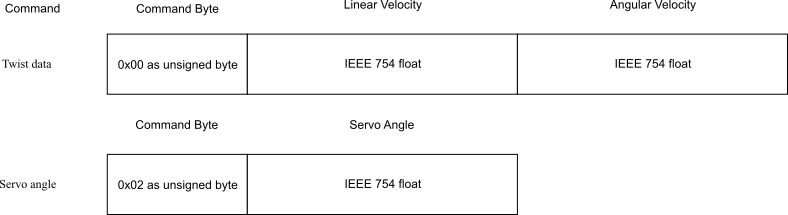 Command Command Byte Linear Velocity Angular Velocity
Twist data 0x00 as unsigned byte IEEE 754 float IEEE 754 float
Command Byte Servo Angle
Servo angle 0x02 as unsigned byte IEEE 754 float